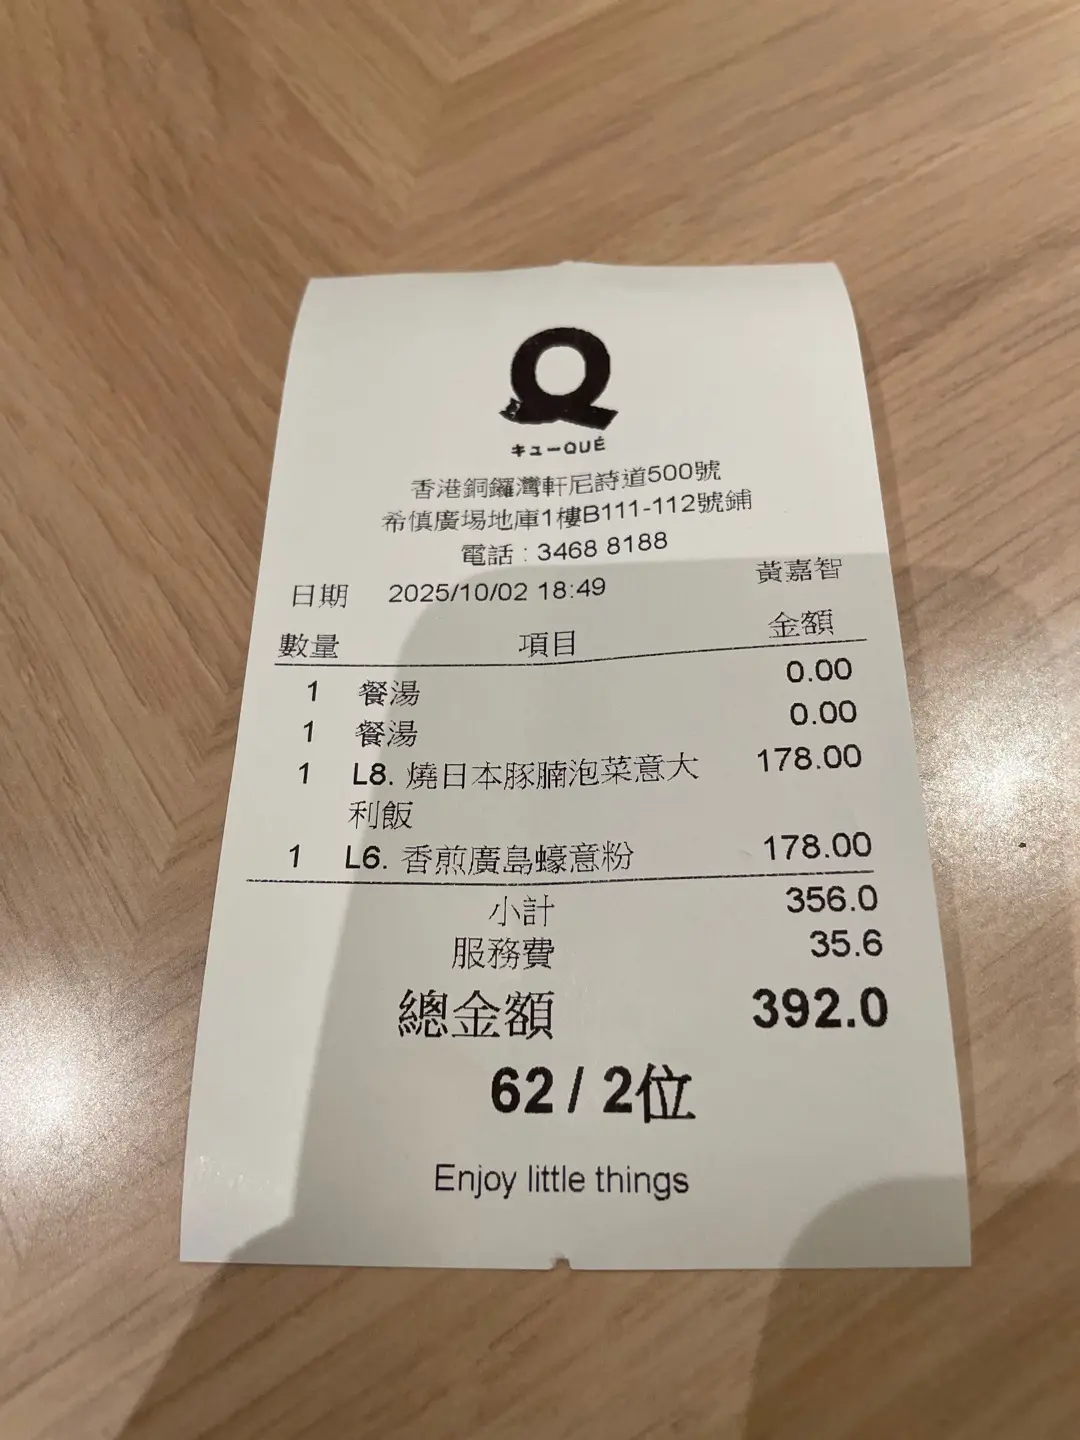 Q
キューQUÉ
香港銅鑼灣軒尼詩道500號
希慎廣場地庫1樓B111-112號鋪
電話 : 3468 8188
日期 2025/10/02 18:49 黃嘉智
數量 項目 金額
1 餐湯 0.00
1 餐湯 0.00
1 L8. 燒日本豚腩泡菜意大 178.00
利飯
1 L6. 香煎廣島蠔意粉 178.00
小計 356.0
服務費 35.6
總金額 392.0
62 / 2位
Enjoy little things